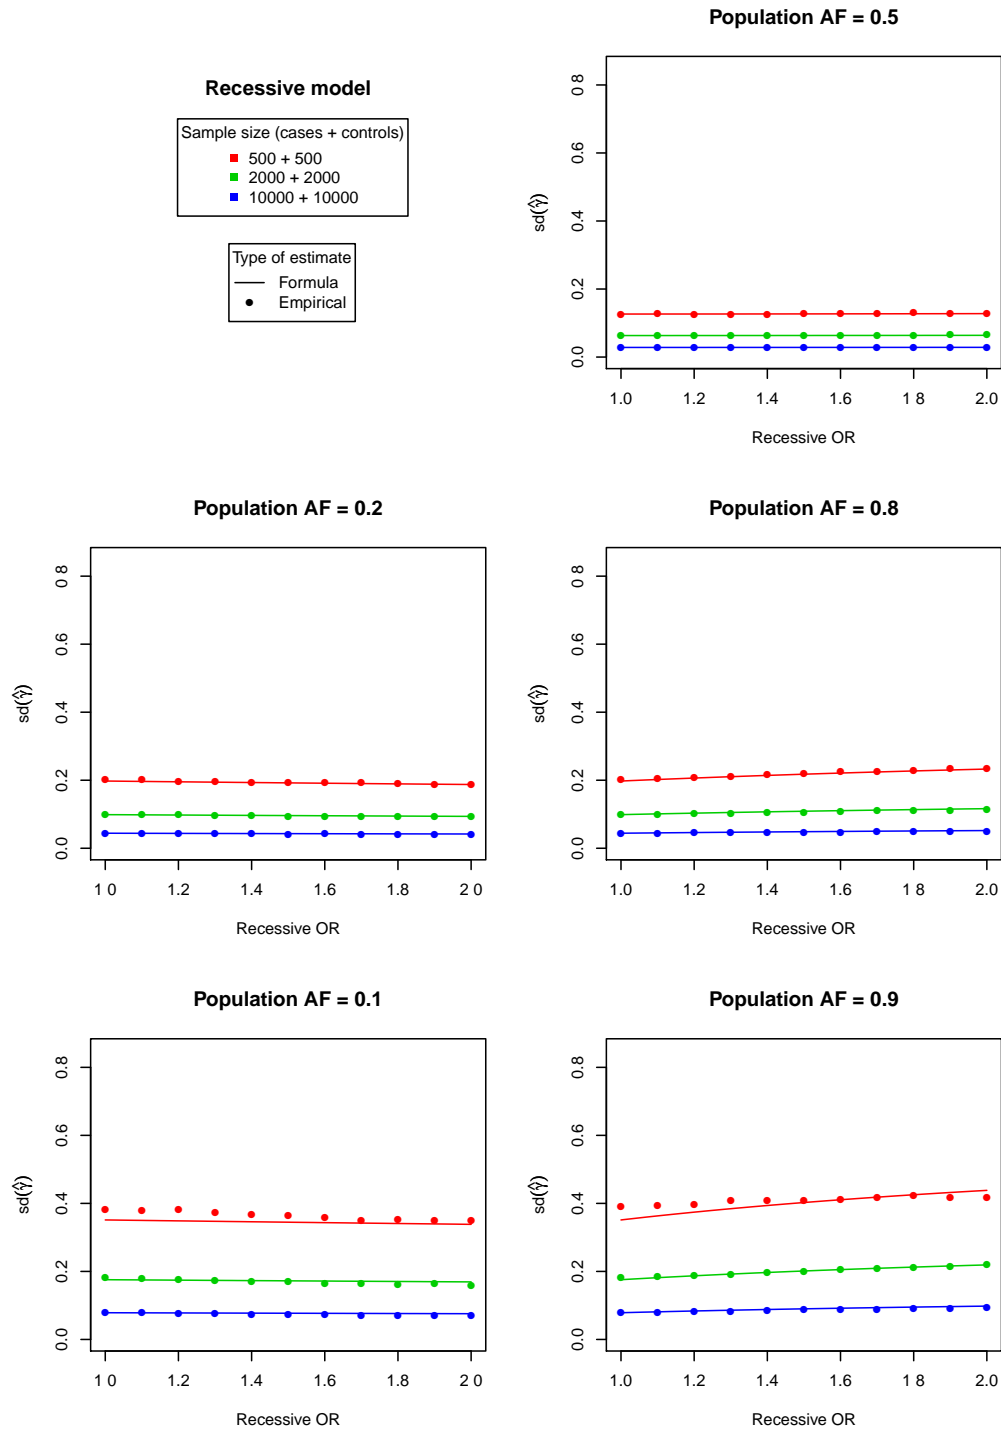 Population AF = 0.5
Recessive model
Sample size (cases + controls)
500 + 500
2000 + 2000
10000 + 10000
Type of estimate
Formula
Empirical
sd(γ̂)
0.8
0.6
0.4
0.2
0.0
1.0 1.2 1.4 1.6 1 8 2.0
Recessive OR
Population AF = 0.2
sd(γ̂)
0.8
0.6
0.4
0.2
0.0
1 0 1.2 1.4 1.6 1.8 2 0
Recessive OR
Population AF = 0.8
sd(γ̂)
0.8
0.6
0.4
0.2
0.0
1.0 1.2 1.4 1.6 1 8 2.0
Recessive OR
Population AF = 0.1
sd(γ̂)
0.8
0.6
0.4
0.2
0.0
1 0 1.2 1.4 1.6 1.8 2 0
Recessive OR
Population AF = 0.9
sd(γ̂)
0.8
0.6
0.4
0.2
0.0
1.0 1.2 1.4 1.6 1 8 2.0
Recessive OR